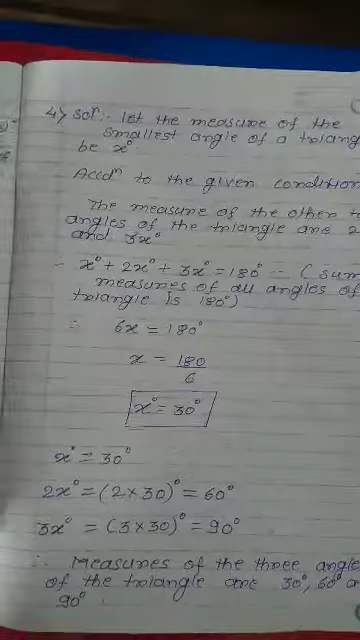 4) Solⁿ:- let the measure of the
smallest angle of a triang
be x°
Accdⁿ to the given condition
The measure of the other t
angles of the triangle are 2
and 3x°
∴ x° + 2x° + 3x° = 180° -- (sum
measures of all angles of
triangle is 180°)
∴ 6x = 180°
x = 180
6
x° = 30°
x° = 30°
2x° = (2×30)° = 60°
3x° = (3×30)° = 90°
∴ Measures of the three angle
of the triangle are 30°, 60° a
90°.